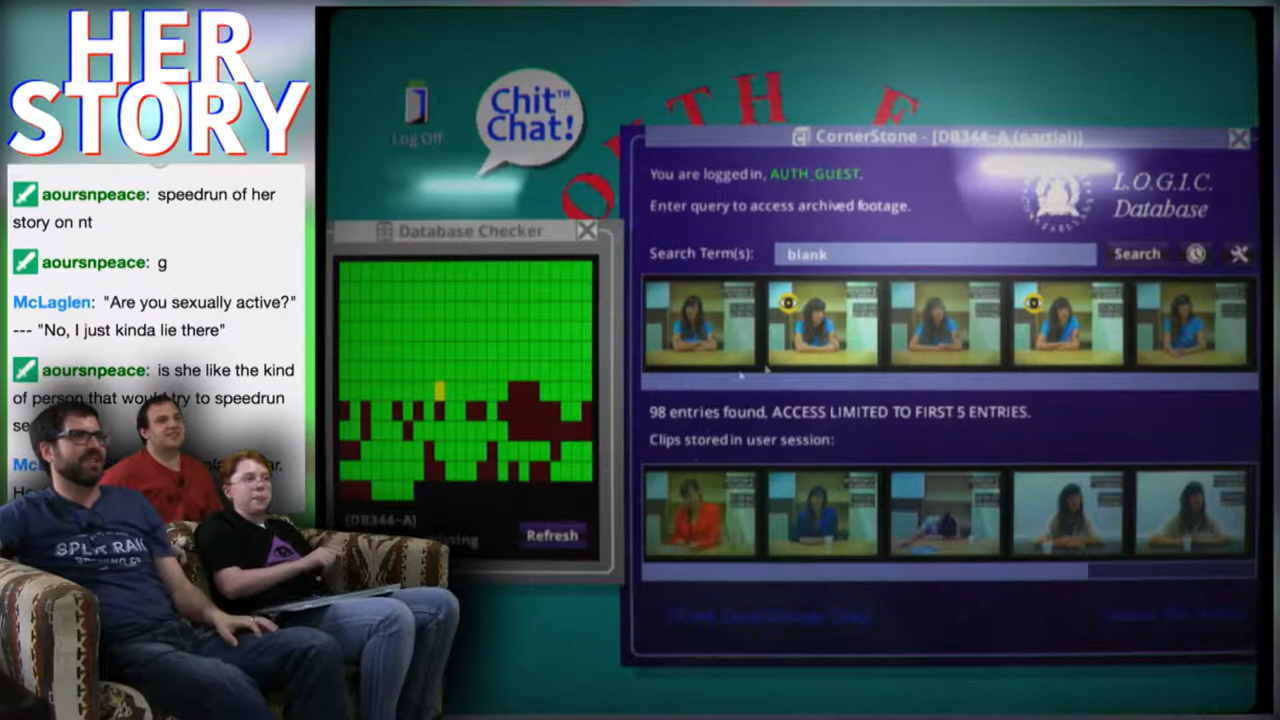 HER
STORY
aoursnpeace: speedrun of her
story on nt
aoursnpeace: g
McLaglen: "Are you sexually active?"
--- "No, I just kinda lie there"
aoursnpeace: is she like the kind
of person that would try to speedrun
Log Off
Chit™
Chat!
T H E
Database Checker
[DB344-A]
Refresh
CornerStone - [DB344-A (partial)]
You are logged in, AUTH_GUEST.
Enter query to access archived footage.
L.O.G.I.C.
Database
Search Term(s): blank Search
98 entries found, ACCESS LIMITED TO FIRST 5 ENTRIES.
Clips stored in user session: